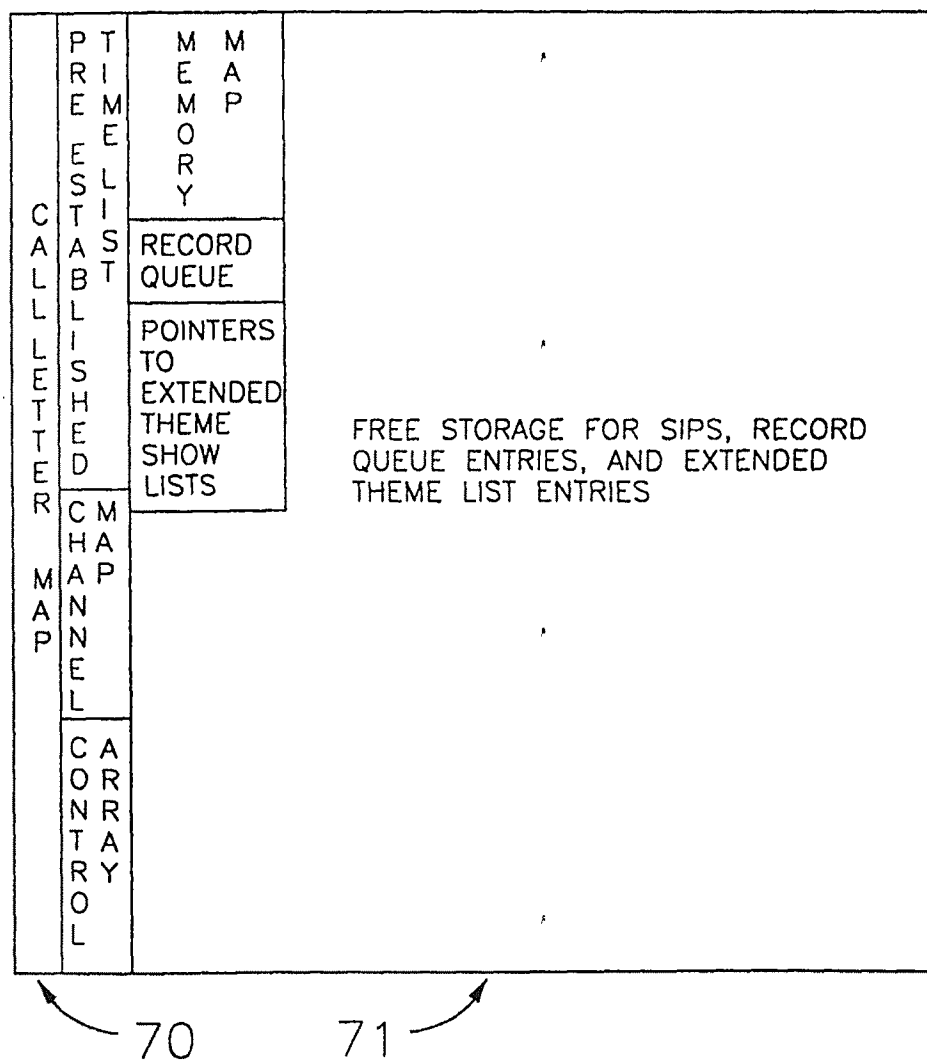 CALL LETTER MAP
PRE ESTABLISHED
TIME LIST
CHANNEL
MAP
CONTROL
ARRAY
MEMORY
MAP
RECORD
QUEUE
POINTERS
TO
EXTENDED
THEME
SHOW
LISTS
FREE STORAGE FOR SIPS, RECORD
QUEUE ENTRIES, AND EXTENDED
THEME LIST ENTRIES
70
71